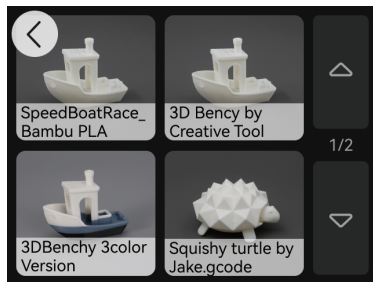 SpeedBoatRace_
Bambu PLA
3D Bency by
Creative Tool
1/2
3DBenchy 3color
Version
Squishy turtle by
Jake.gcode